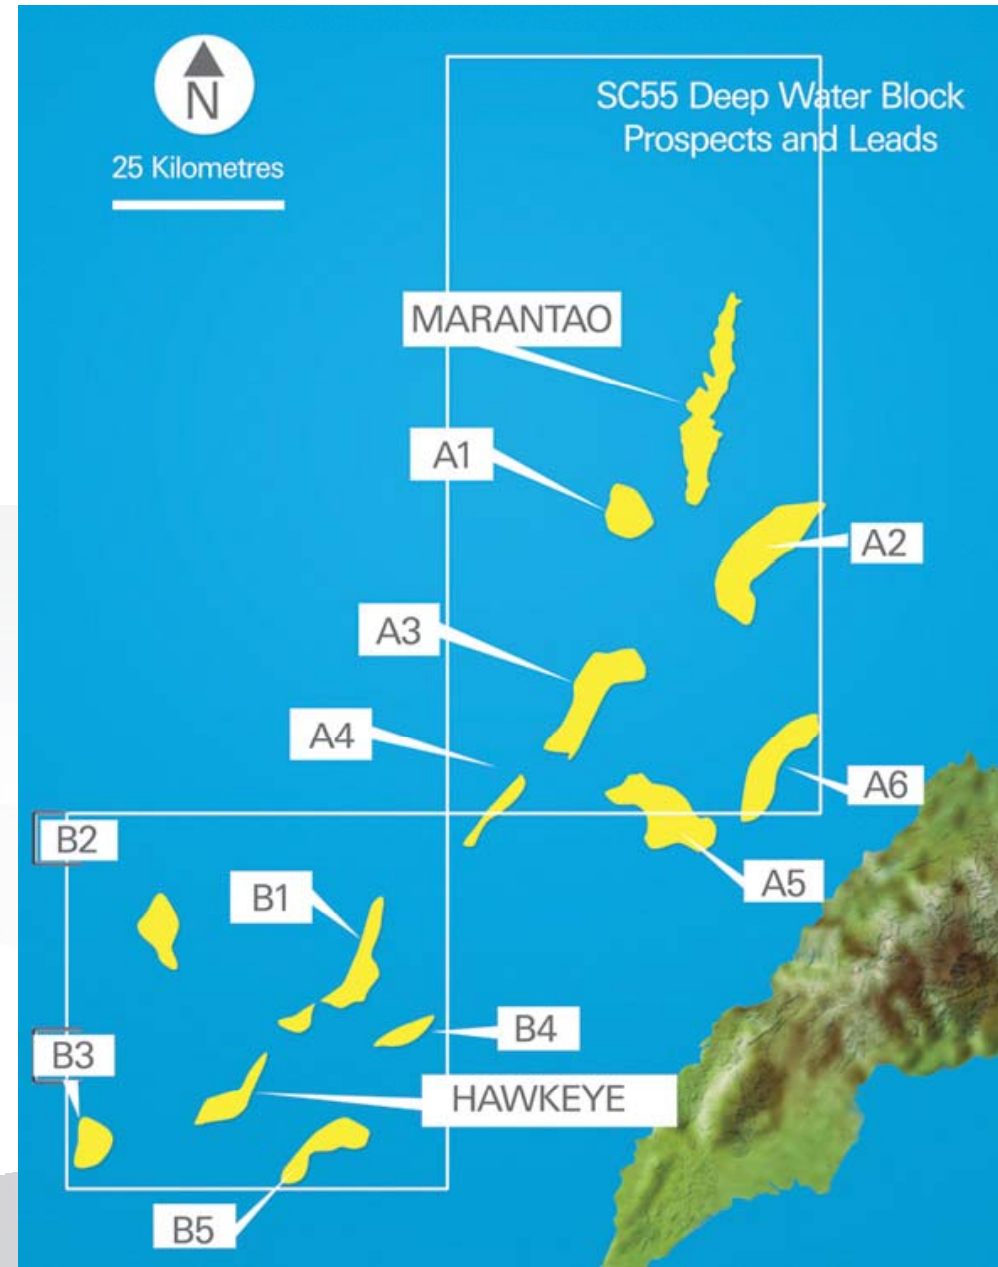 N
25 Kilometres
SC55 Deep Water Block
Prospects and Leads
MARANTAO
A1
A2
A3
A4
A6
B2
A5
B1
B4
B3
HAWKEYE
B5